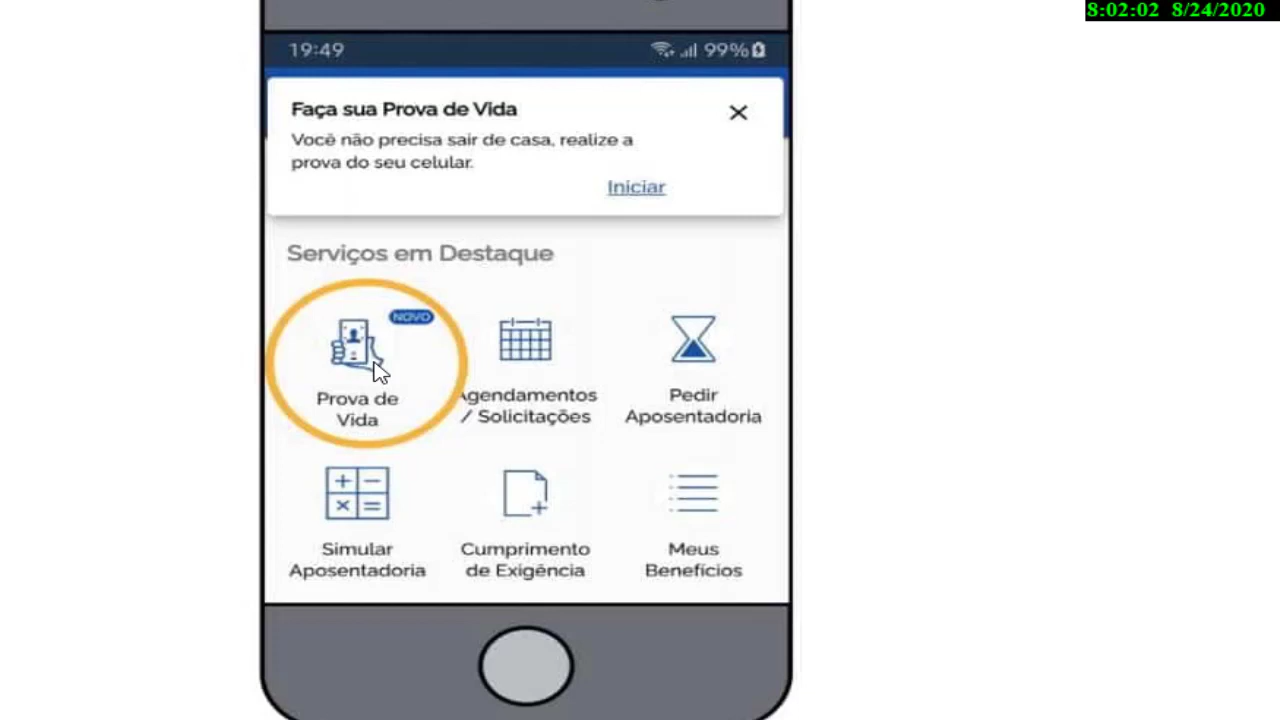 8:02:02 8/24/2020
19:49
99%
Faça sua Prova de Vida
Você não precisa sair de casa, realize a
prova do seu celular.
Iniciar
Serviços em Destaque
NOVO
Prova de
Vida
Agendamentos
/ Solicitações
Pedir
Aposentadoria
Simular
Aposentadoria
Cumprimento
de Exigência
Meus
Benefícios